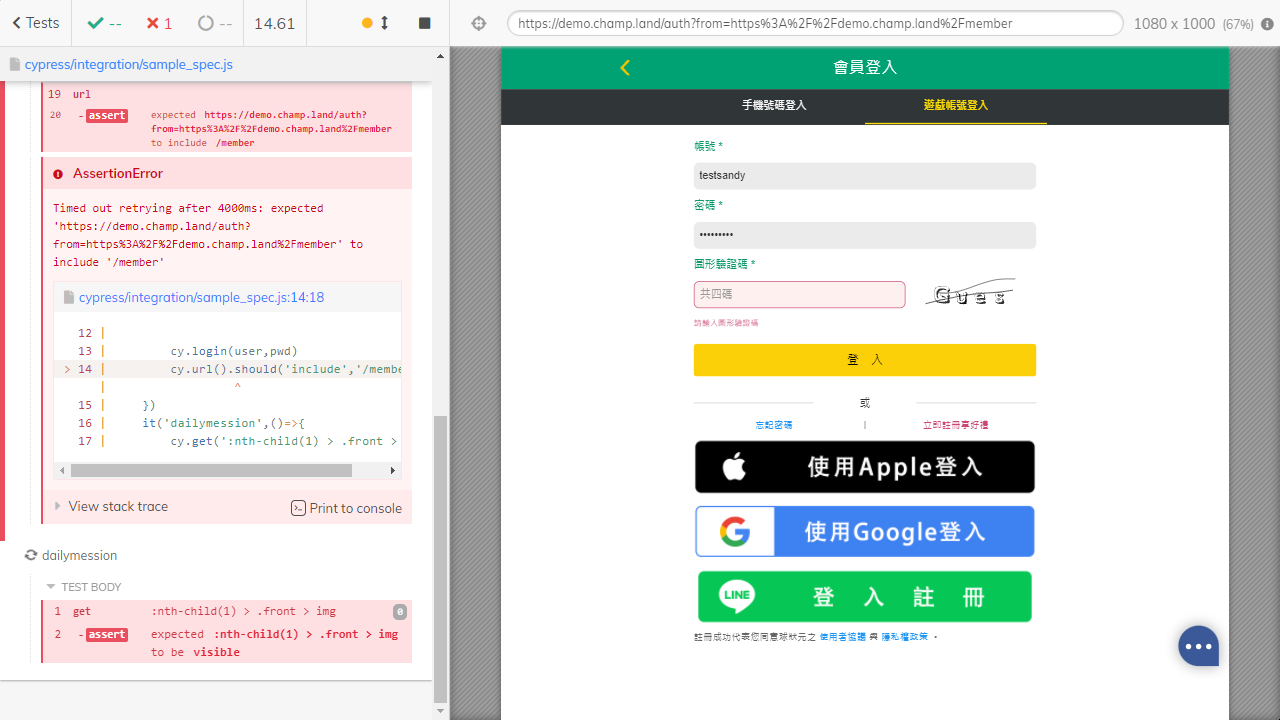 Tests
--
1
--
14.61
https://demo.champ.land/auth?from=https%3A%2F%2Fdemo.champ.land%2Fmember
1080 x 1000 (67%)
cypress/integration/sample_spec.js
19 url
20 - assert expected https://demo.champ.land/auth?
from=https%3A%2F%2Fdemo.champ.land%2Fmember
to include /member
AssertionError
Timed out retrying after 4000ms: expected
'https://demo.champ.land/auth?
from=https%3A%2F%2Fdemo.champ.land%2Fmember' to
include '/member'
cypress/integration/sample_spec.js:14:18
12 |
13 | cy.login(user,pwd)
> 14 | cy.url().should('include','/membe
| ^
15 | })
16 | it('dailymession',()=>{
17 | cy.get(':nth-child(1) > .front >
View stack trace
Print to console
dailymession
TEST BODY
1 get :nth-child(1) > .front > img 0
2 - assert expected :nth-child(1) > .front > img
to be visible
會員登入
手機號碼登入
遊戲帳號登入
帳號 *
testsandy
密碼 *
•••••••••
圖形驗證碼 *
共四碼
Gues
請輸入圖形驗證碼
登 入
或
忘記密碼 | 立即註冊享好禮
使用Apple登入
使用Google登入
LINE 登入註冊
註冊成功代表您同意球狀元之 使用者協議 與 隱私權政策 。